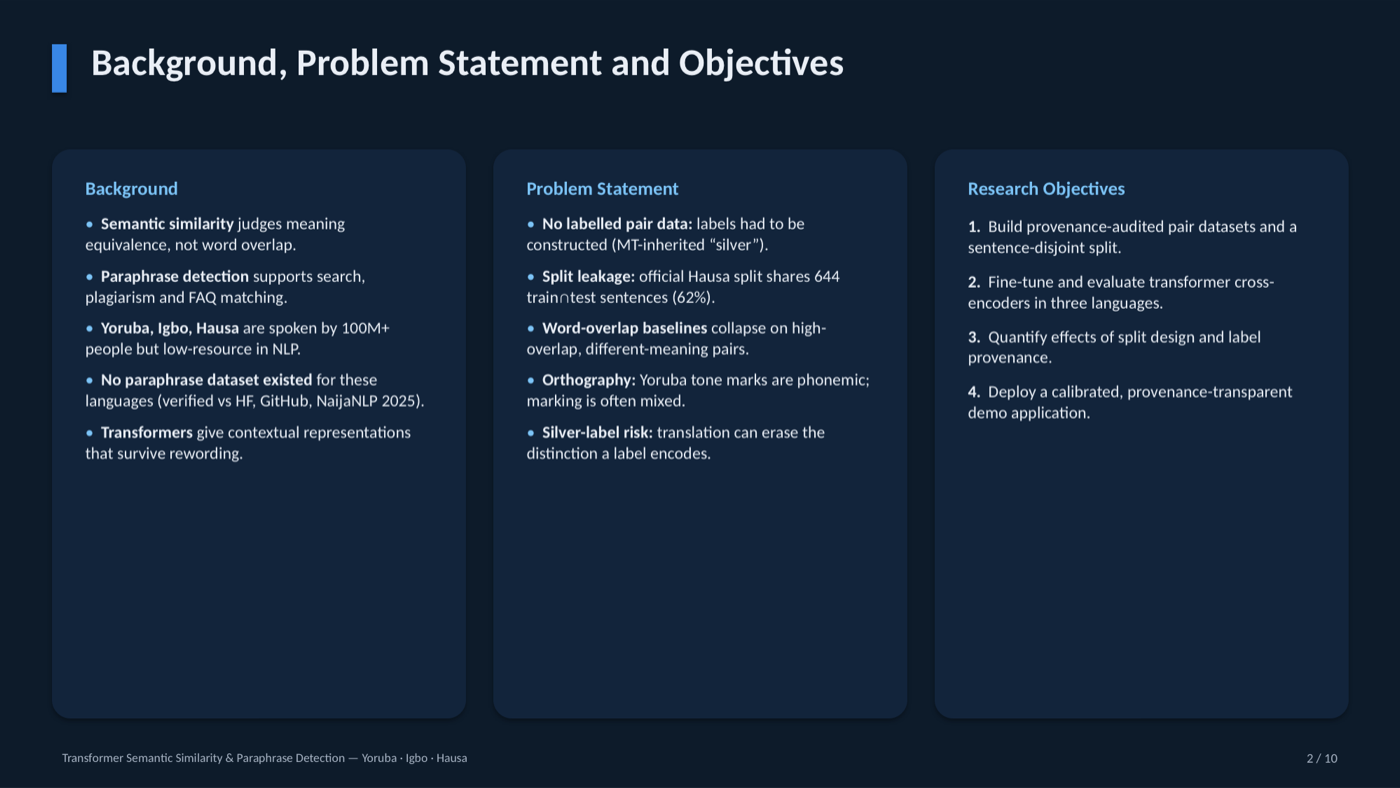 Background, Problem Statement and Objectives
Background
• Semantic similarity judges meaning
equivalence, not word overlap.
• Paraphrase detection supports search,
plagiarism and FAQ matching.
• Yoruba, Igbo, Hausa are spoken by 100M+
people but low-resource in NLP.
• No paraphrase dataset existed for these
languages (verified vs HF, GitHub, NaijaNLP 2025).
• Transformers give contextual representations
that survive rewording.
Problem Statement
• No labelled pair data: labels had to be
constructed (MT-inherited “silver”).
• Split leakage: official Hausa split shares 644
train∩test sentences (62%).
• Word-overlap baselines collapse on high-
overlap, different-meaning pairs.
• Orthography: Yoruba tone marks are phonemic;
marking is often mixed.
• Silver-label risk: translation can erase the
distinction a label encodes.
Research Objectives
1. Build provenance-audited pair datasets and a
sentence-disjoint split.
2. Fine-tune and evaluate transformer cross-
encoders in three languages.
3. Quantify effects of split design and label
provenance.
4. Deploy a calibrated, provenance-transparent
demo application.
Transformer Semantic Similarity & Paraphrase Detection — Yoruba · Igbo · Hausa
2 / 10